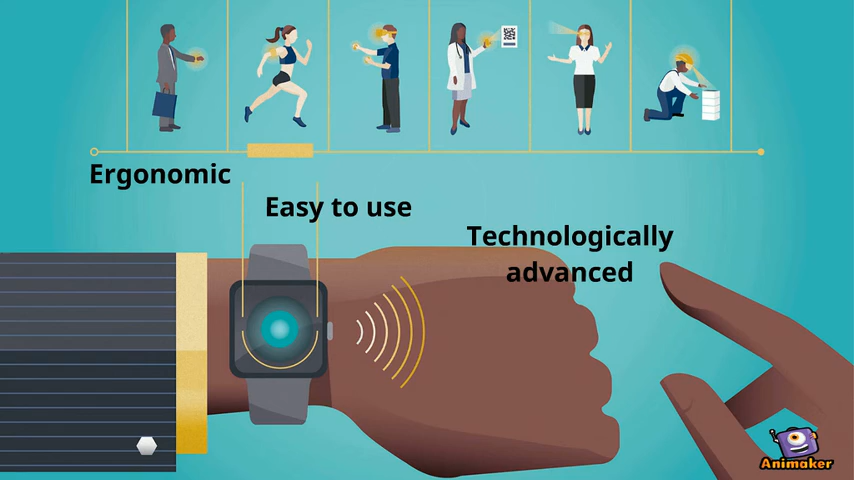 Ergonomic
Easy to use
Technologically
advanced
Animaker